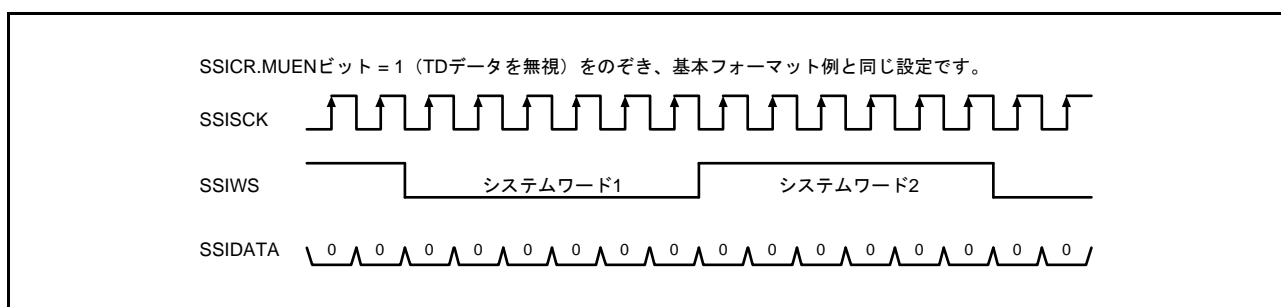 SSICR.MUENビット = 1（TDデータを無視）をのぞき、基本フォーマット例と同じ設定です。
SSISCK
SSIWS システムワード1 システムワード2
SSIDATA 0 0 0 0 0 0 0 0 0 0 0 0 0 0 0 0